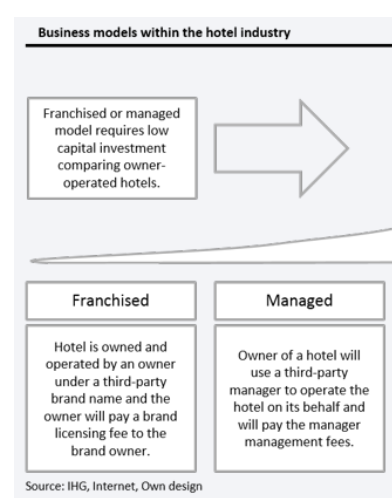 Business models within the hotel industry
Franchised or managed
model requires low
capital investment
comparing owner-
operated hotels.
Franchised
Managed
Hotel is owned and
operated by an owner
under a third-party
brand name and the
owner will pay a brand
licensing fee to the
brand owner.
Owner of a hotel will
use a third-party
manager to operate the
hotel on its behalf and
will pay the manager
management fees.
Source: IHG, Internet, Own design